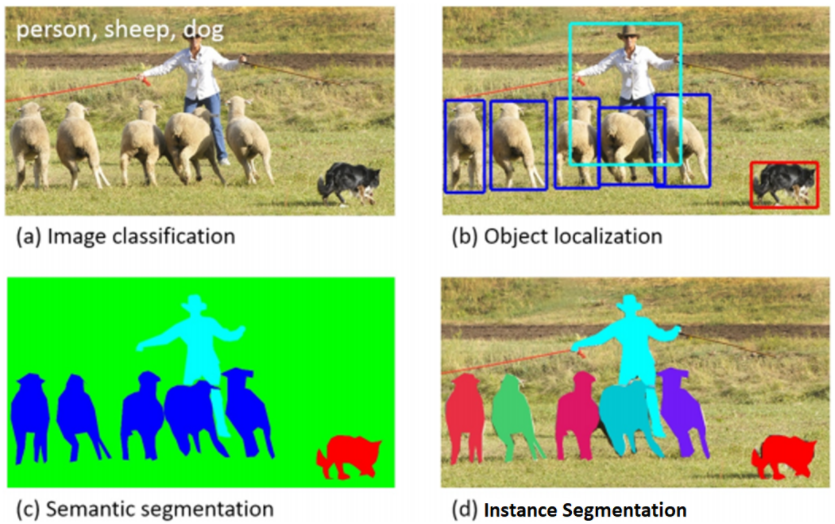 person, sheep, dog
(a) Image classification
(b) Object localization
(c) Semantic segmentation
(d) Instance Segmentation